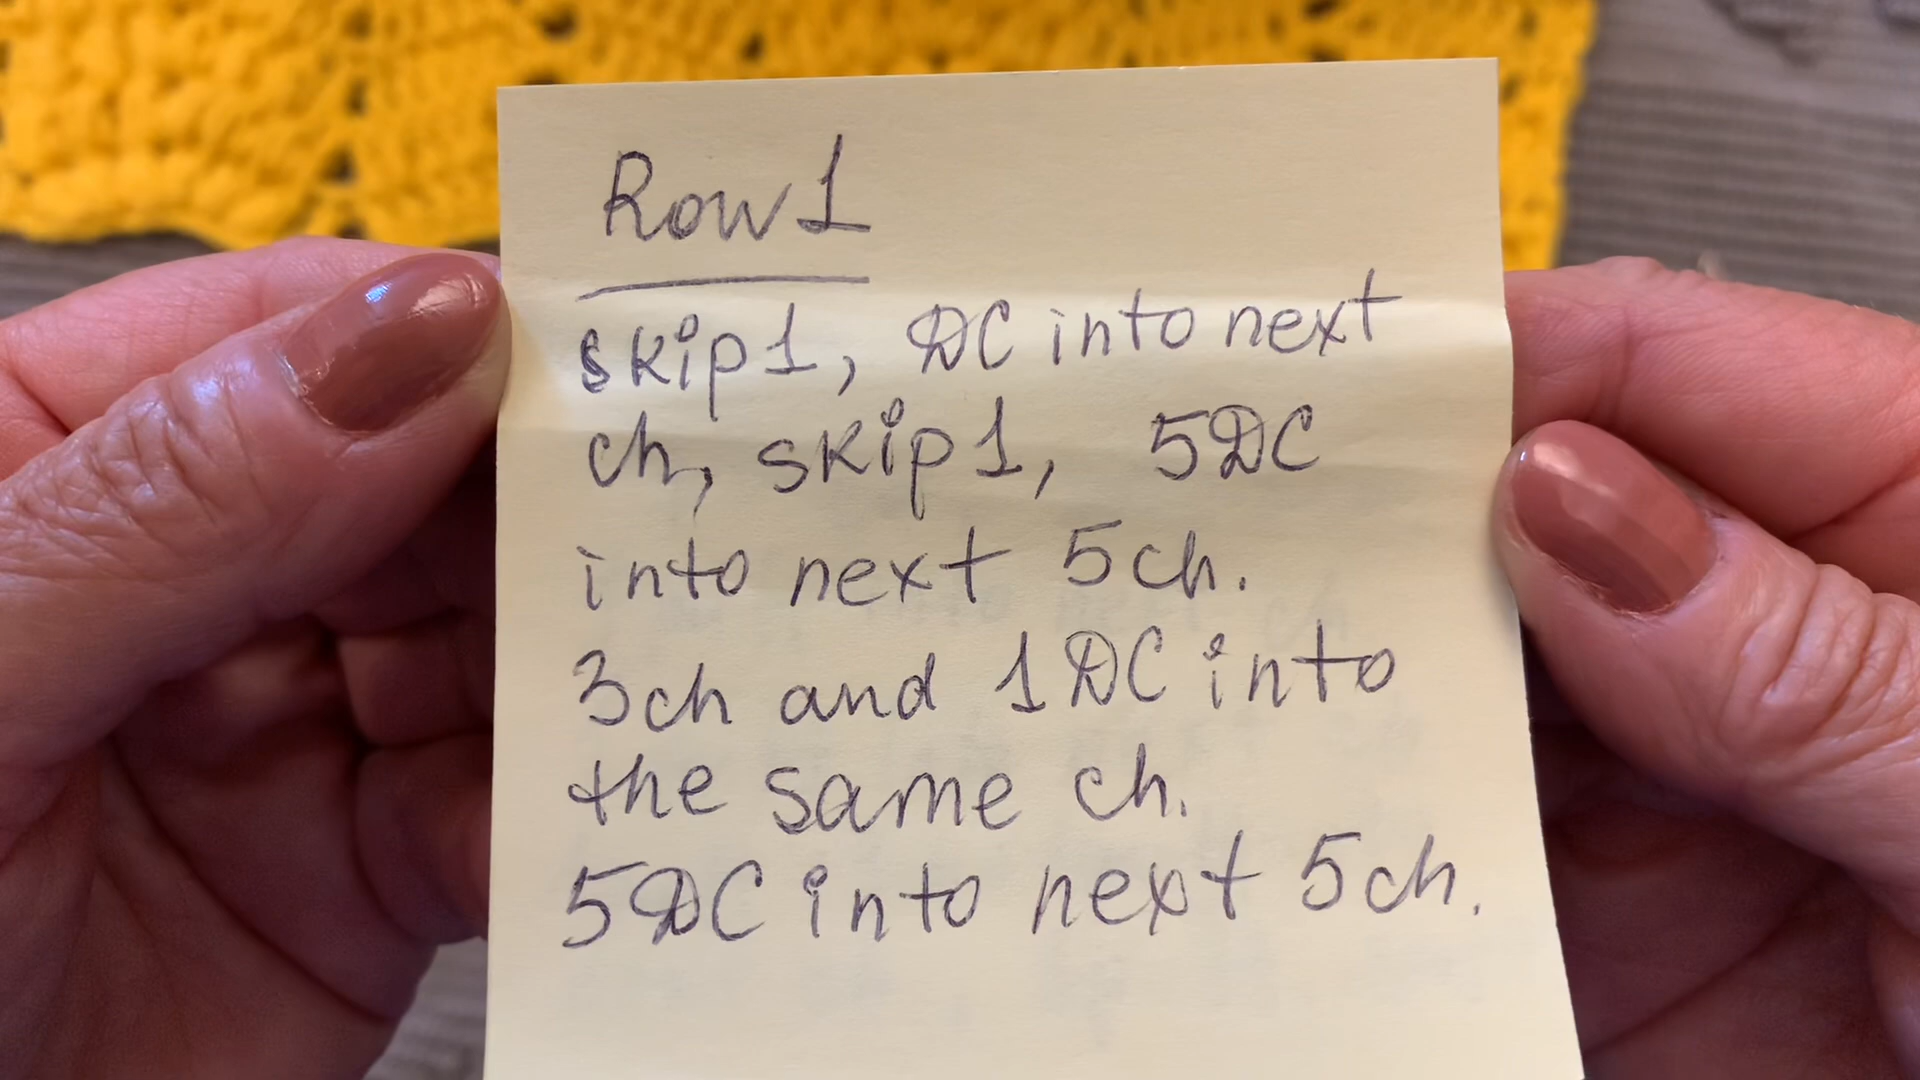 Row 1
skip 1, DC into next
ch, skip 1, 5DC
into next 5ch.
3ch and 1DC into
the same ch.
5DC into next 5ch.